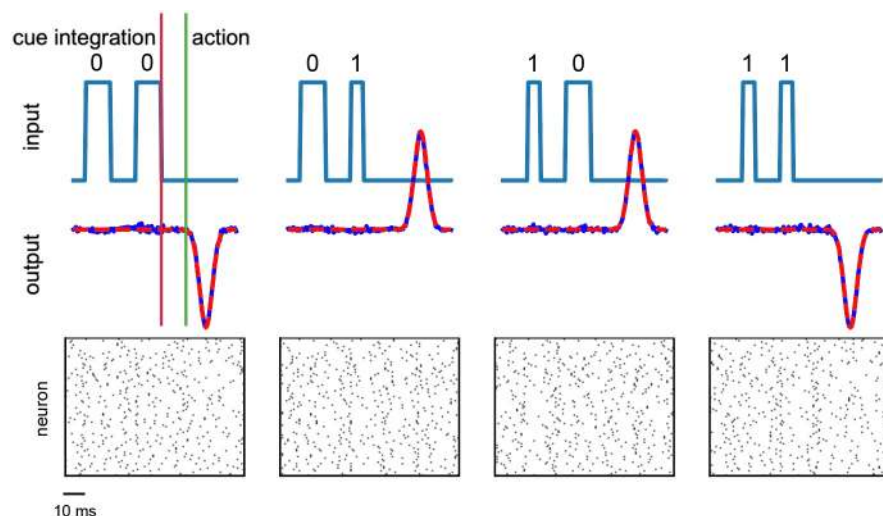 cue integration action
0 0 0 1 1 0 1 1
input
output
neuron
10 ms